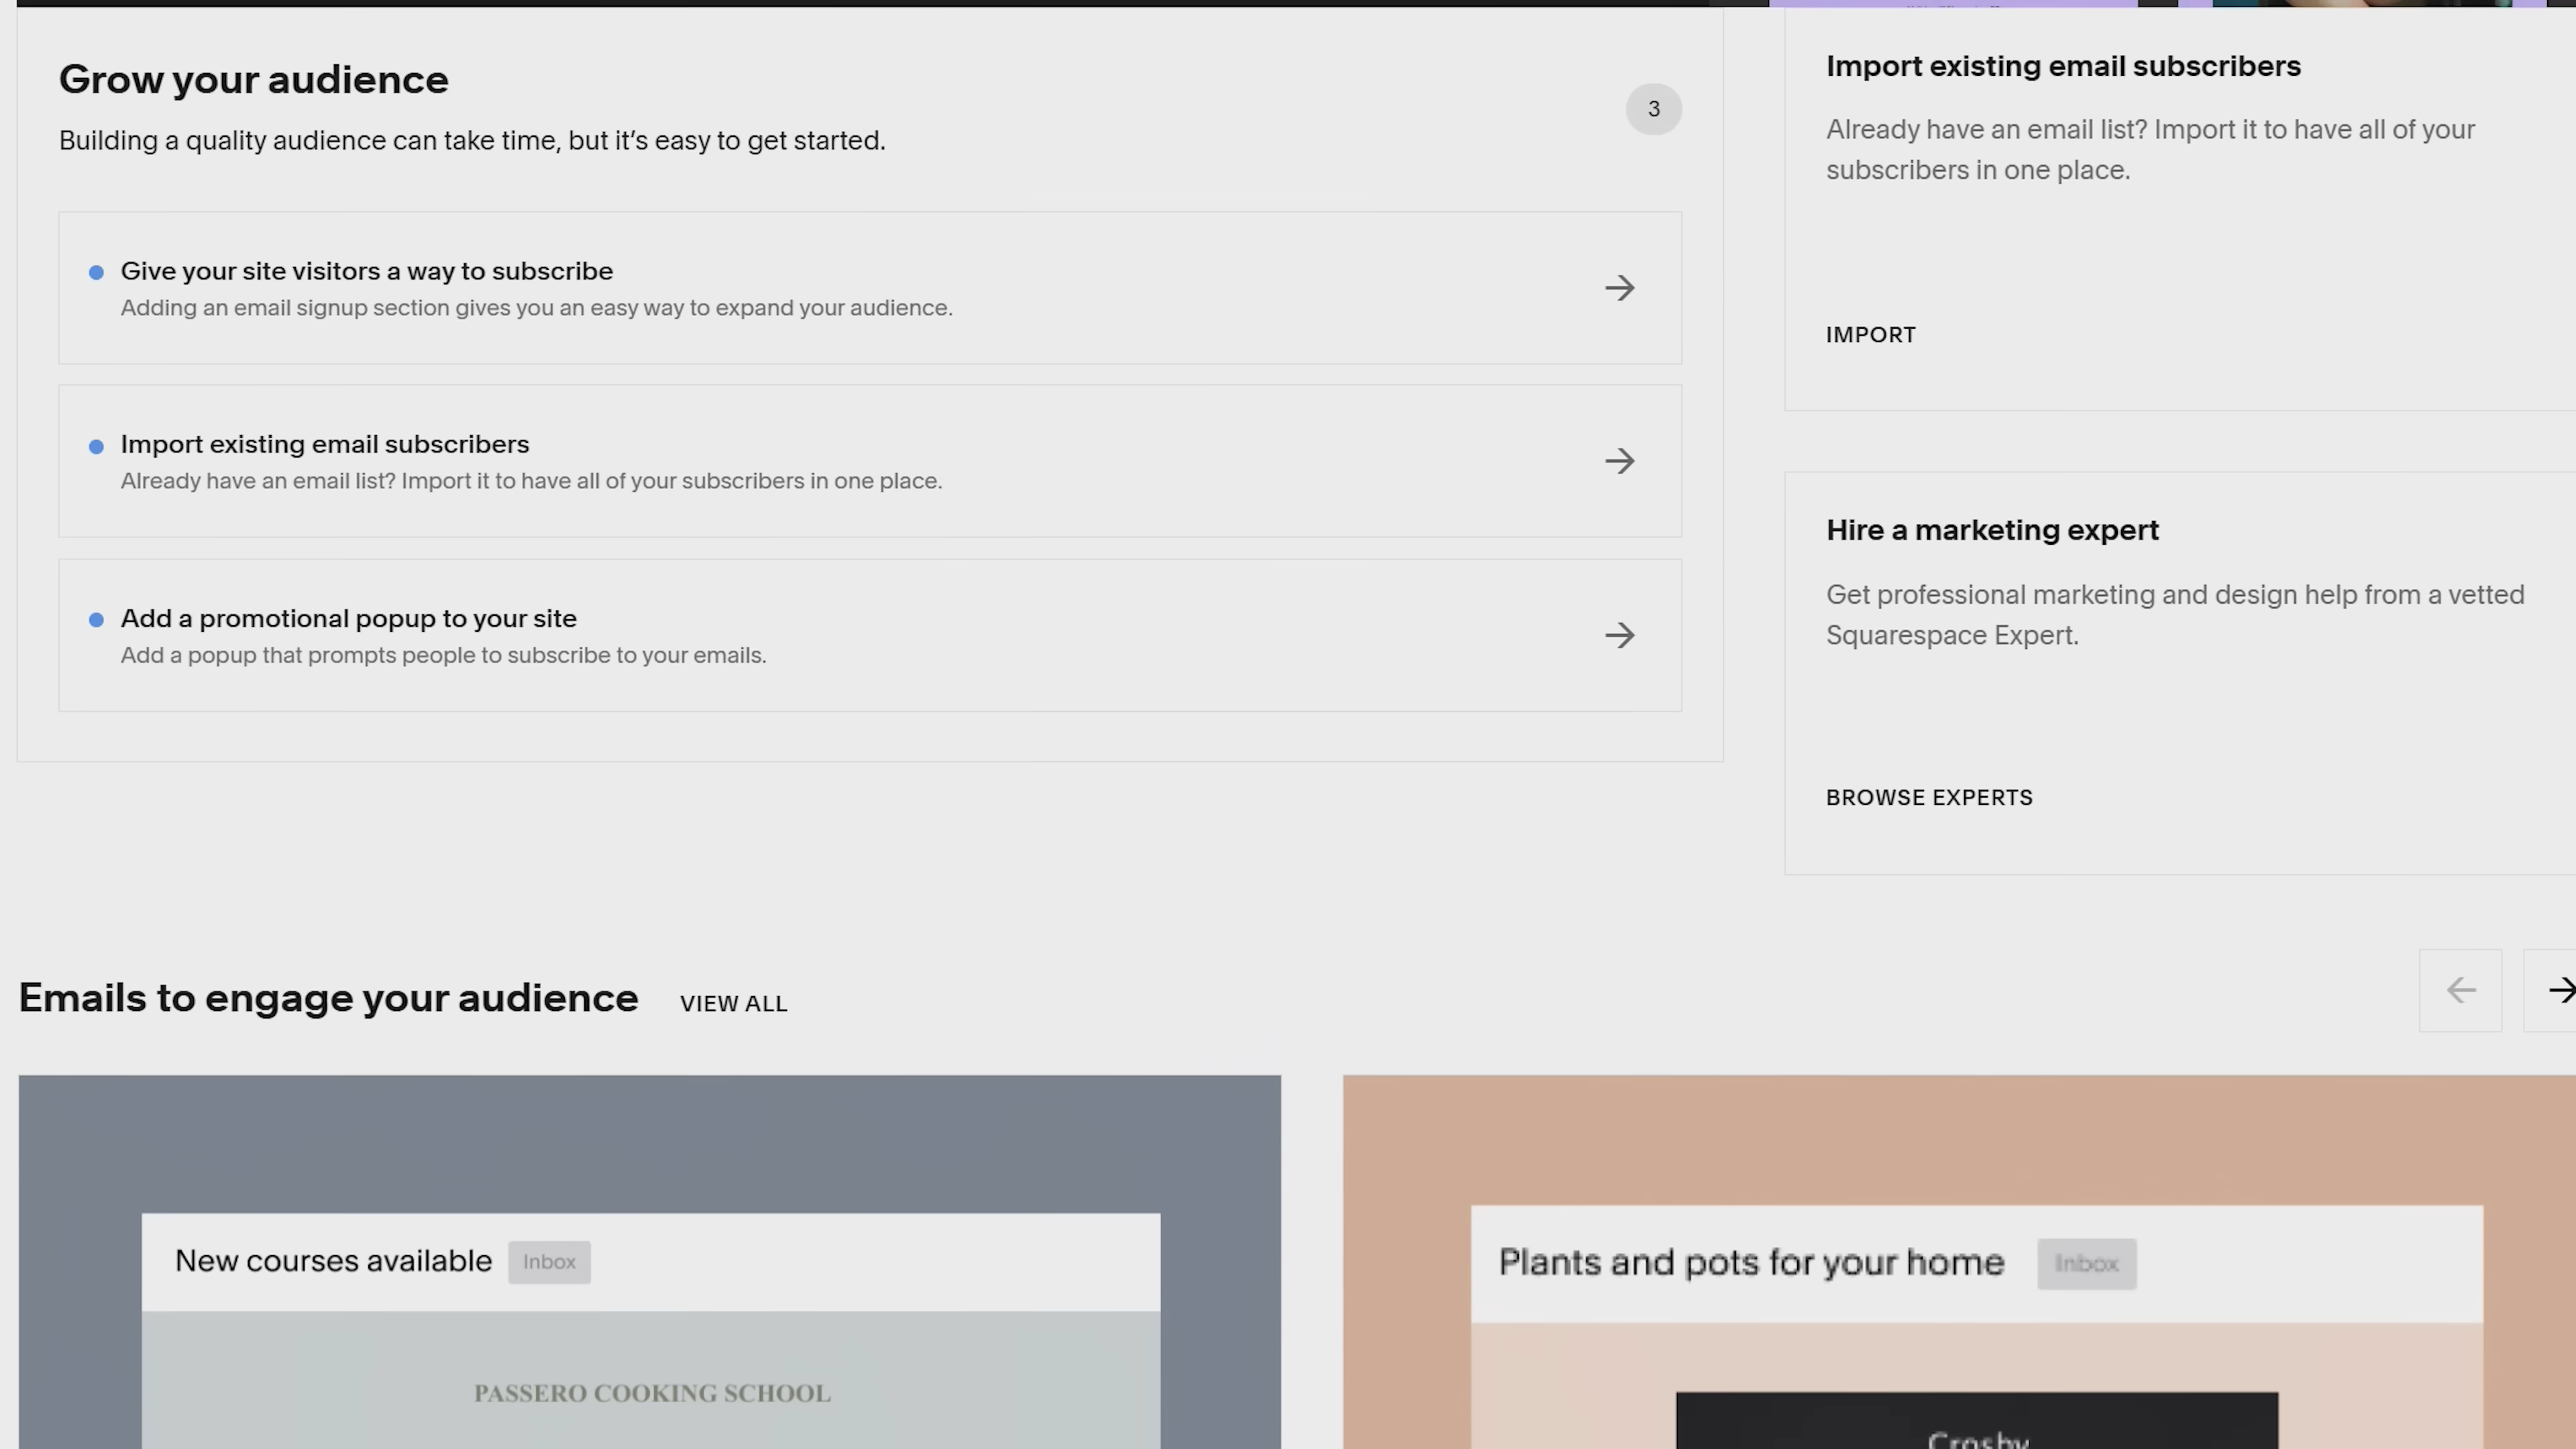 Grow your audience
Building a quality audience can take time, but it’s easy to get started.
3
Give your site visitors a way to subscribe
Adding an email signup section gives you an easy way to expand your audience.
Import existing email subscribers
Already have an email list? Import it to have all of your subscribers in one place.
Add a promotional popup to your site
Add a popup that prompts people to subscribe to your emails.
Import existing email subscribers
Already have an email list? Import it to have all of your
subscribers in one place.
IMPORT
Hire a marketing expert
Get professional marketing and design help from a vetted
Squarespace Expert.
BROWSE EXPERTS
Emails to engage your audience VIEW ALL
New courses available Inbox
PASSERO COOKING SCHOOL
Plants and pots for your home Inbox
Crosby